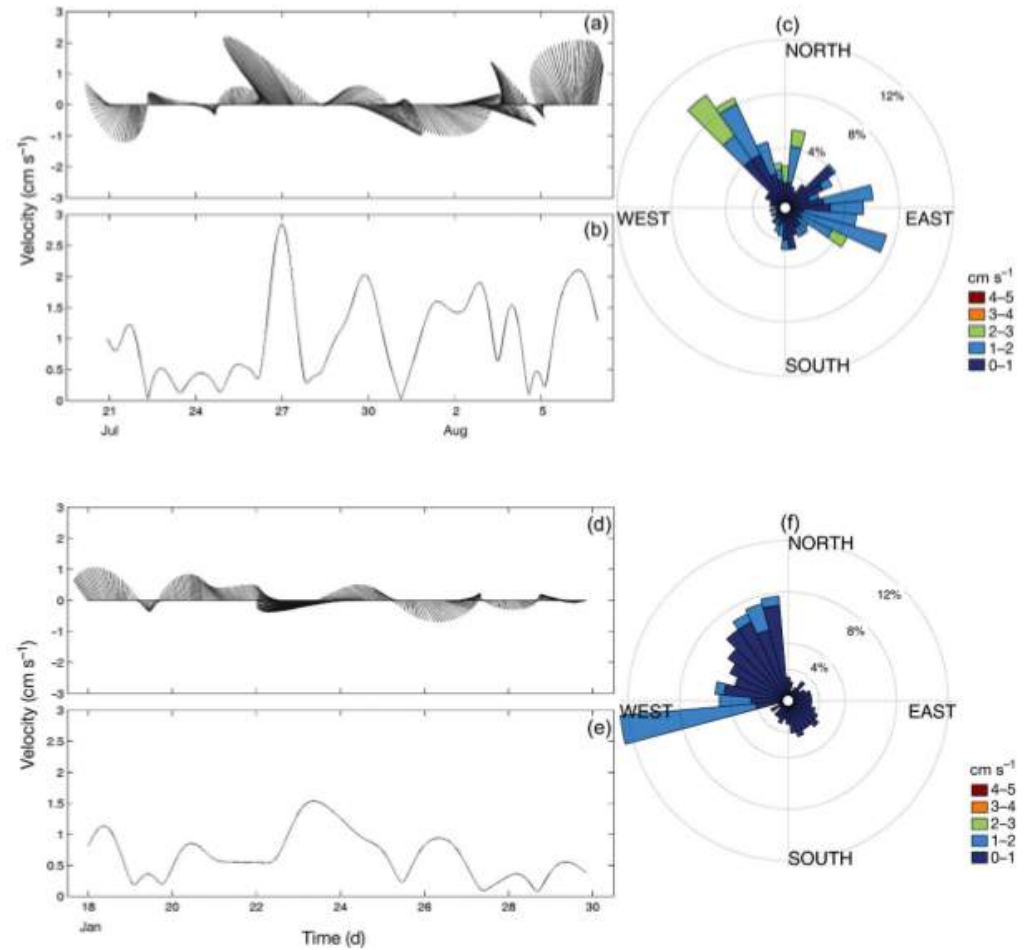 (a)
3
2
1
0
-1
-2
-3
(b)
3
2.5
2
1.5
1
0.5
0
21 24 27 30 2 5
Jul Aug
Velocity (cm s⁻¹)
(c)
NORTH
12%
8%
4%
WEST EAST
SOUTH
cm s⁻¹
4–5
3–4
2–3
1–2
0–1
(d)
3
2
1
0
-1
-2
-3
(e)
3
2.5
2
1.5
1
0.5
0
18 20 22 24 26 28 30
Jan
Time (d)
Velocity (cm s⁻¹)
(f)
NORTH
12%
8%
4%
WEST EAST
SOUTH
cm s⁻¹
4–5
3–4
2–3
1–2
0–1